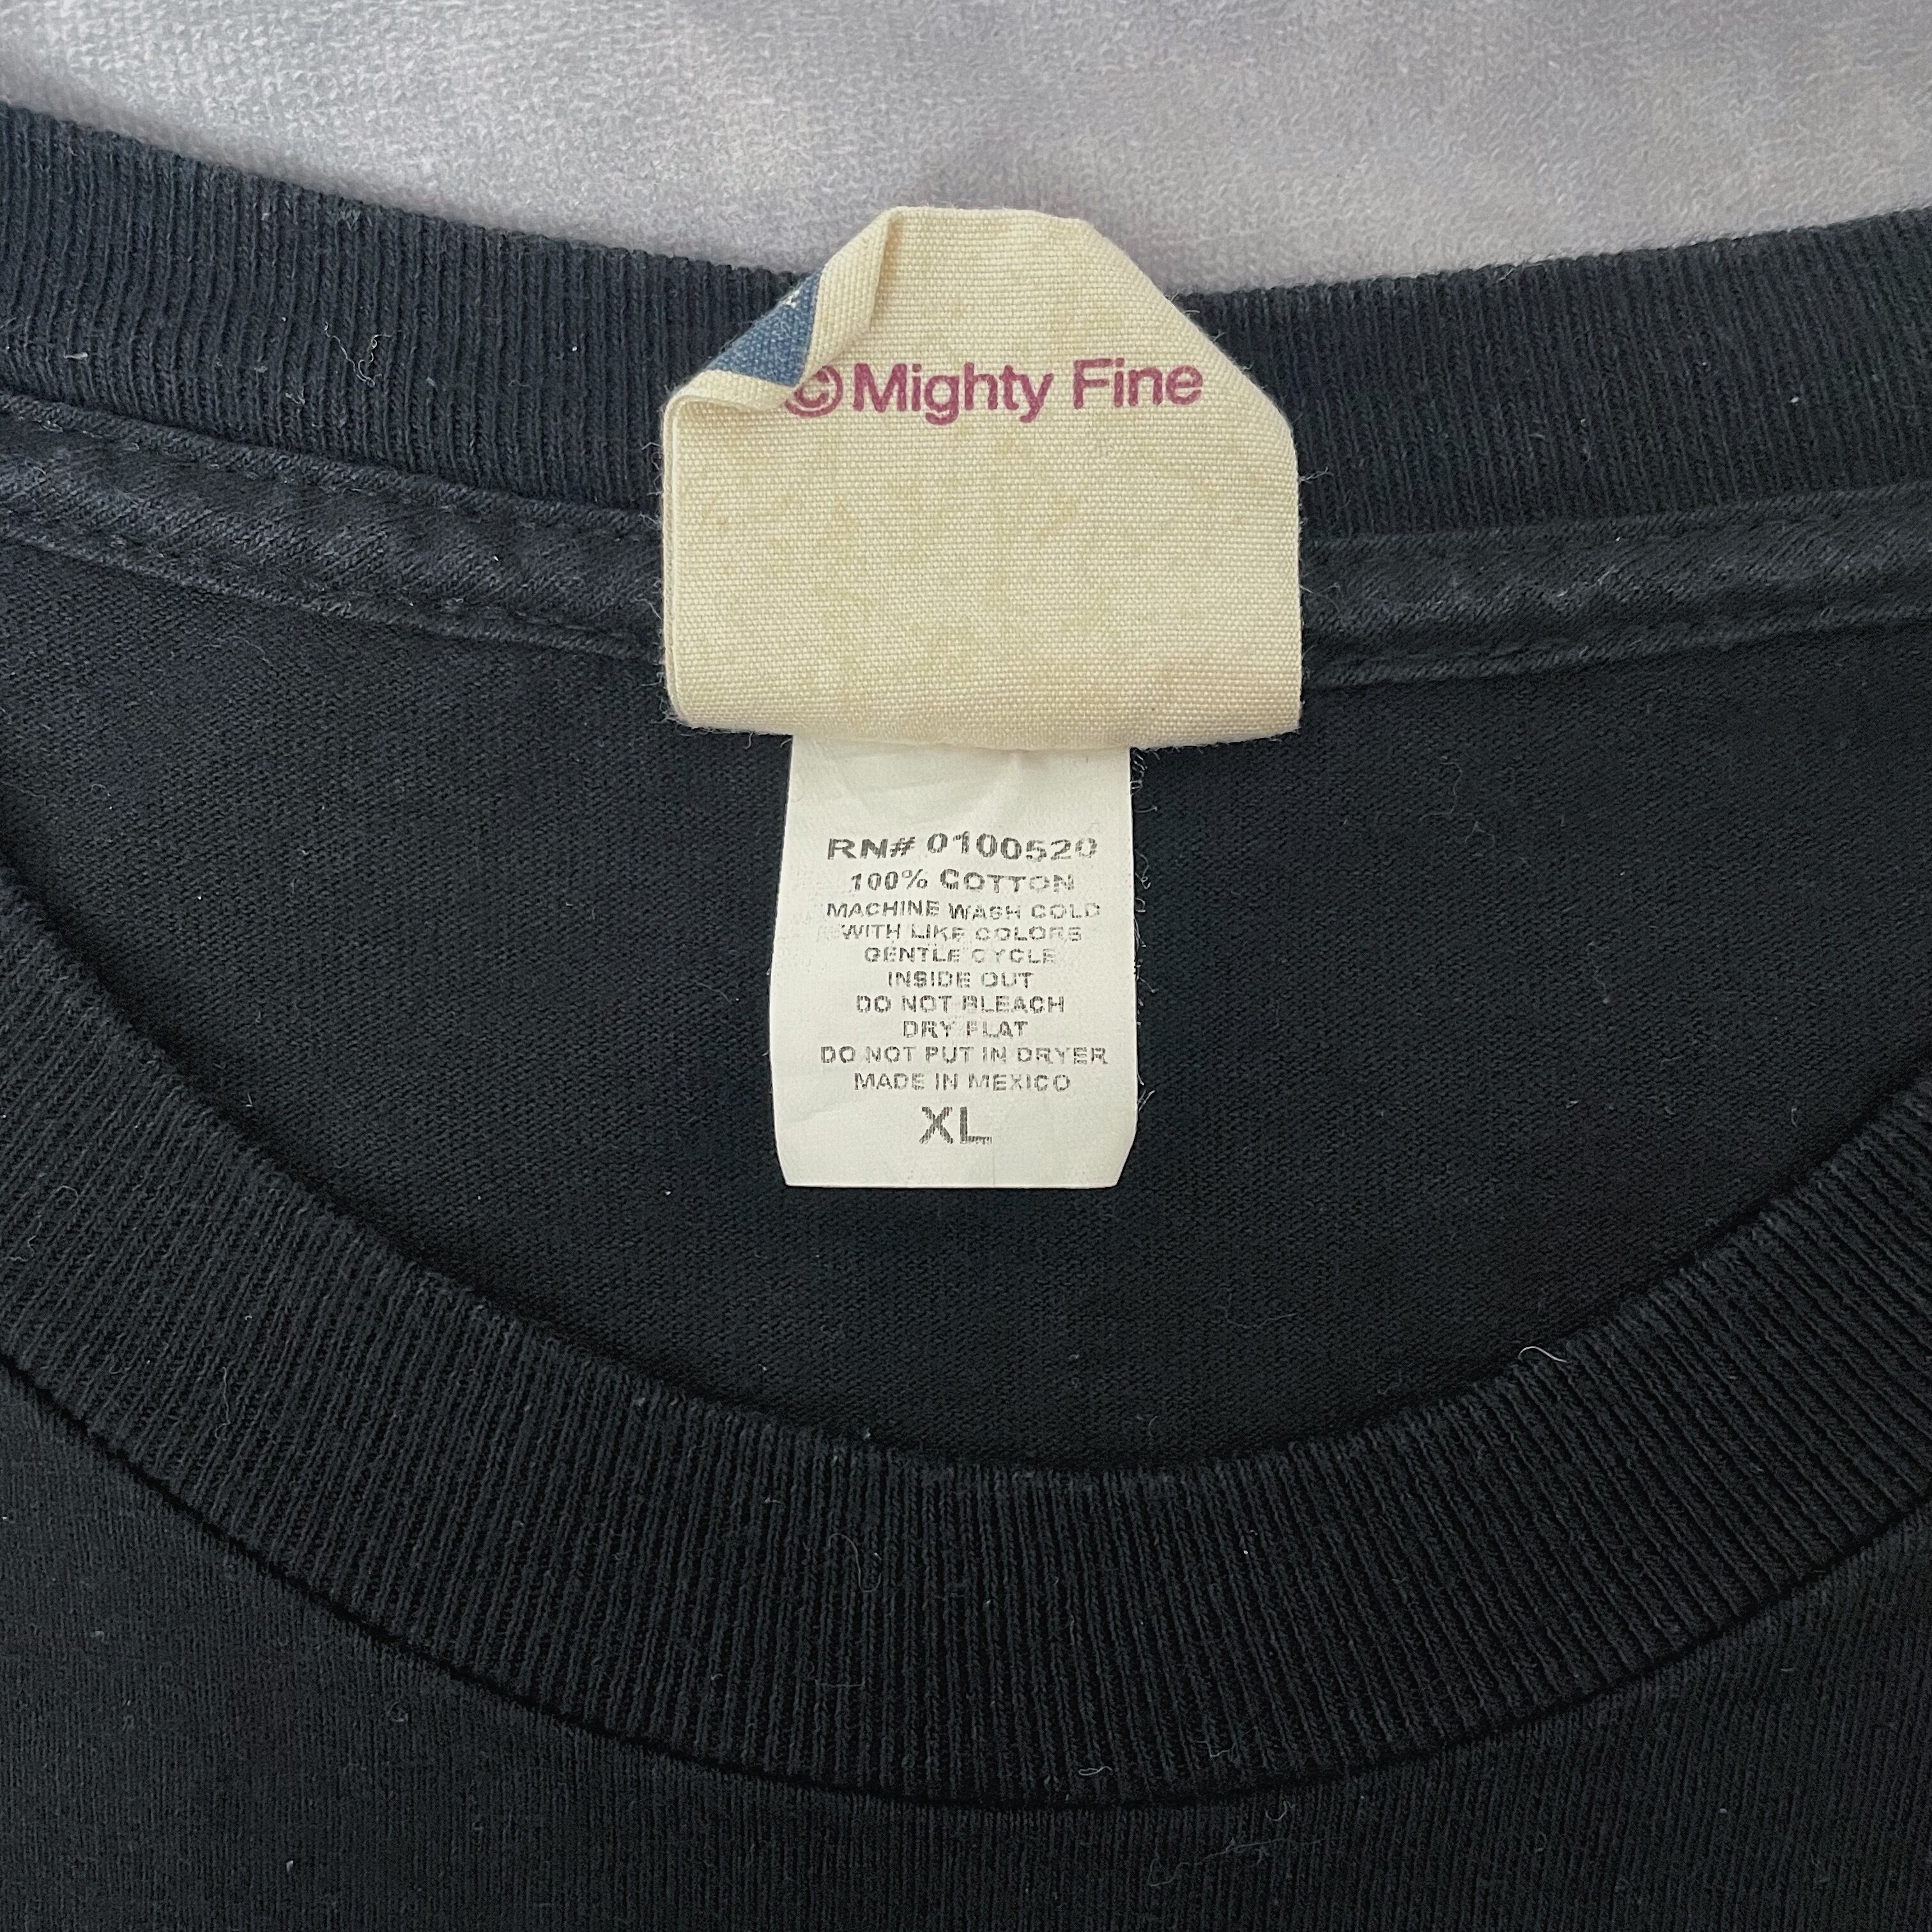 ©Mighty Fine
RN# 0100520
100% COTTON
MACHINE WASH COLD
WITH LIKE COLORS
GENTLE CYCLE
INSIDE OUT
DO NOT BLEACH
DRY FLAT
DO NOT PUT IN DRYER
MADE IN MEXICO
XL